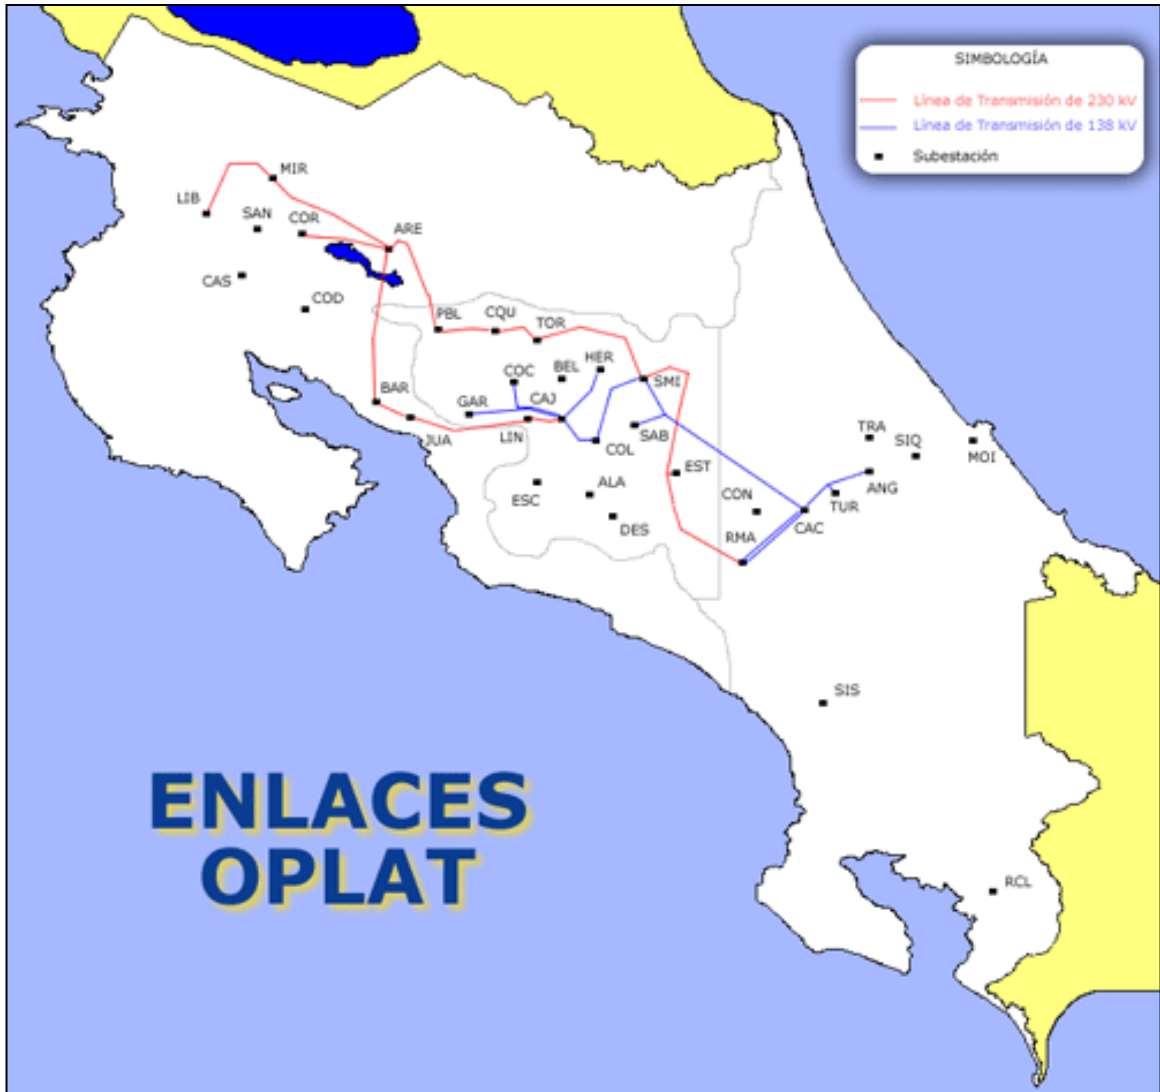 SIMBOLOGÍA
Línea de Transmisión de 230 kV
Línea de Transmisión de 138 kV
Subestación
MIR
LIB
SAN
COR
ARE
CAS
COD
PBL
CQU
TOR
COC
BEL
HER
SMI
BAR
GAR
CAJ
JUA
LIN
COL
SAB
TRA
SIQ
MOI
EST
ANG
ESC
ALA
CON
TUR
DES
CAC
RMA
SIS
ENLACES
OPLAT
RCL